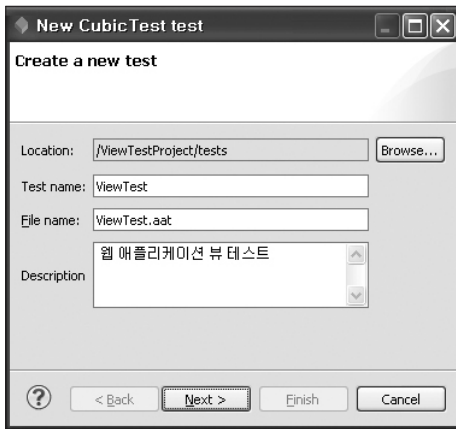 New CubicTest test
Create a new test
Location: /ViewTestProject/tests Browse...
Test name: ViewTest
File name: ViewTest.aat
Description 웹 애플리케이션 뷰 테스트
? < Back Next > Finish Cancel